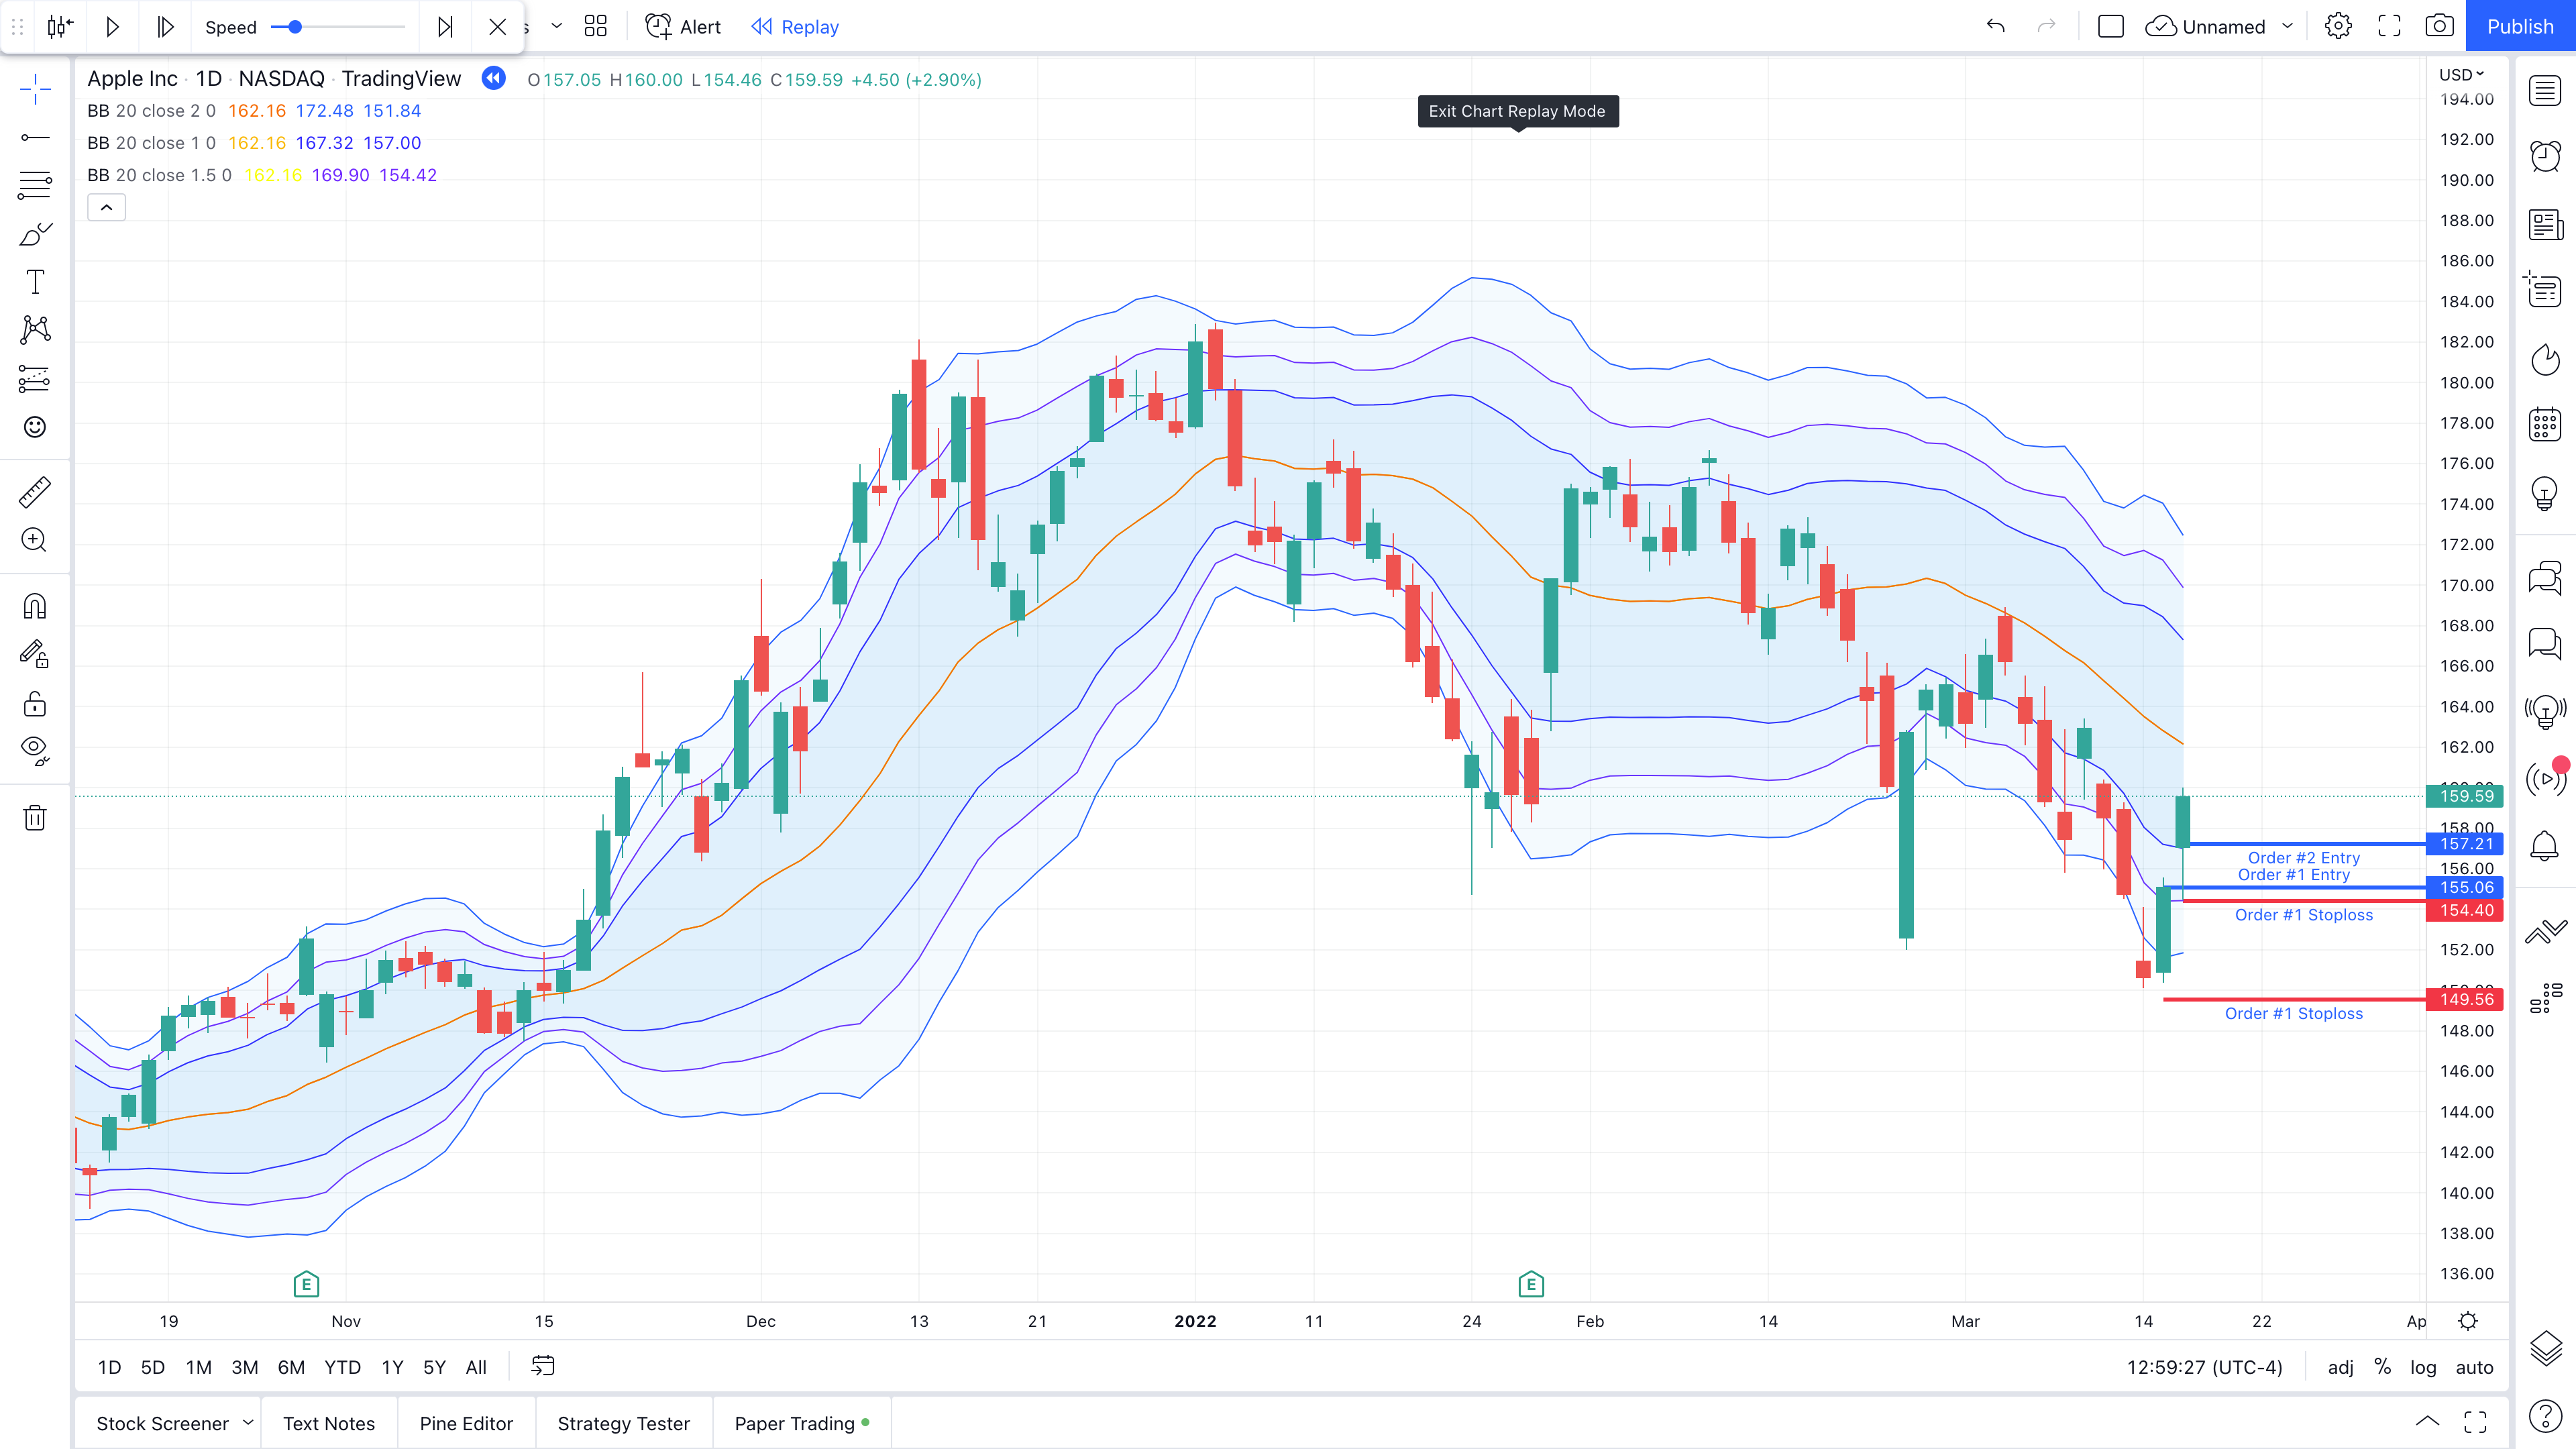 Speed
Alert
Replay
Unnamed
Publish
Apple Inc · 1D · NASDAQ · TradingView O157.05 H160.00 L154.46 C159.59 +4.50 (+2.90%)
BB 20 close 2 0 162.16 172.48 151.84
BB 20 close 1 0 162.16 167.32 157.00
BB 20 close 1.5 0 162.16 169.90 154.42
Exit Chart Replay Mode
USD
194.00
192.00
190.00
188.00
186.00
184.00
182.00
180.00
178.00
176.00
174.00
172.00
170.00
168.00
166.00
164.00
162.00
159.59
158.00
157.21
156.00
155.06
154.40
152.00
149.56
148.00
146.00
144.00
142.00
140.00
138.00
136.00
Order #2 Entry
Order #1 Entry
Order #1 Stoploss
Order #1 Stoploss
E
E
19 Nov 15 Dec 13 21 2022 11 24 Feb 14 Mar 14 22 Ap
1D 5D 1M 3M 6M YTD 1Y 5Y All
12:59:27 (UTC-4) adj % log auto
Stock Screener Text Notes Pine Editor Strategy Tester Paper Trading